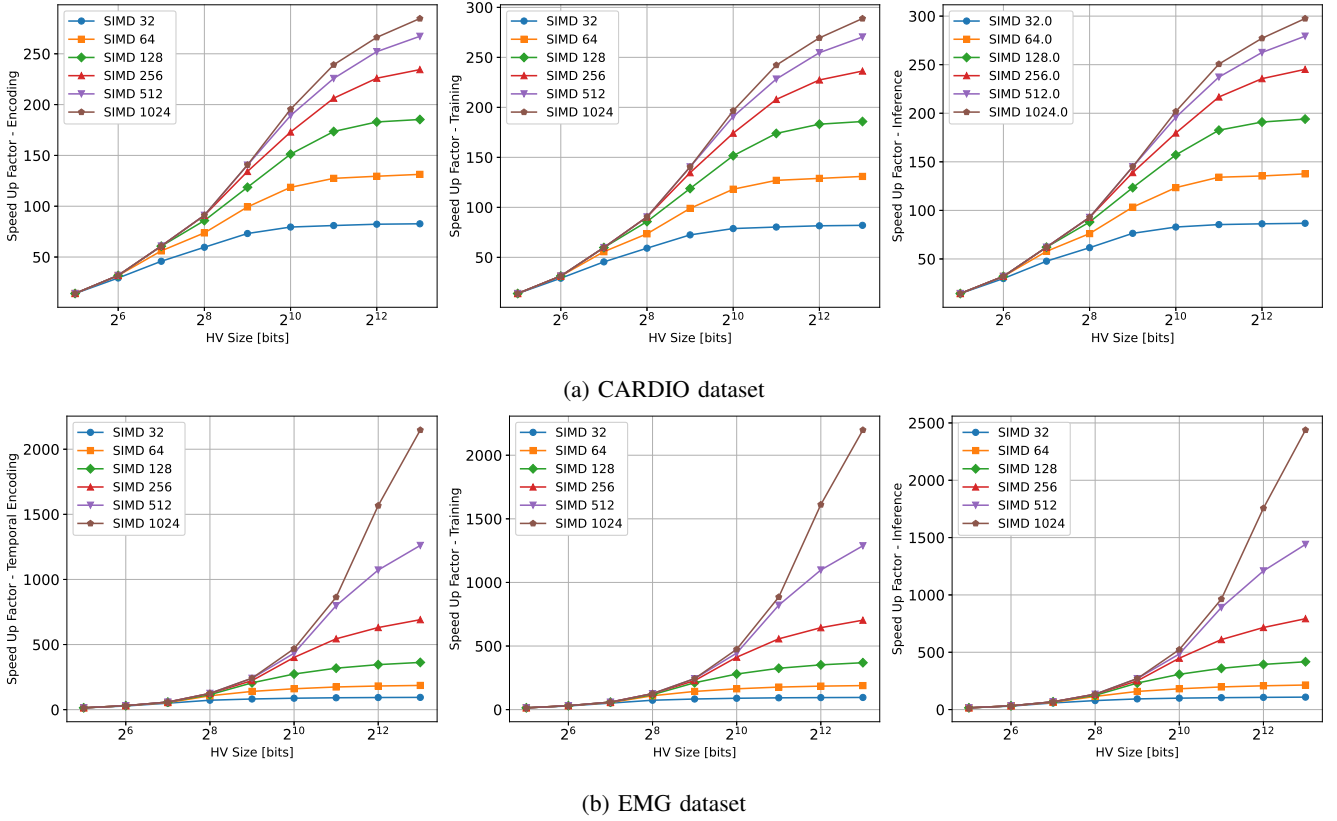 SIMD 32
SIMD 64
SIMD 128
SIMD 256
SIMD 512
SIMD 1024
250
200
150
100
50
Speed Up Factor - Encoding
2^6 2^8 2^10 2^12
HV Size [bits]
SIMD 32
SIMD 64
SIMD 128
SIMD 256
SIMD 512
SIMD 1024
300
250
200
150
100
50
Speed Up Factor - Training
2^6 2^8 2^10 2^12
HV Size [bits]
SIMD 32.0
SIMD 64.0
SIMD 128.0
SIMD 256.0
SIMD 512.0
SIMD 1024.0
300
250
200
150
100
50
Speed Up Factor - Inference
2^6 2^8 2^10 2^12
HV Size [bits]
(a) CARDIO dataset
SIMD 32
SIMD 64
SIMD 128
SIMD 256
SIMD 512
SIMD 1024
2000
1500
1000
500
0
Speed Up Factor - Temporal Encoding
2^6 2^8 2^10 2^12
HV Size [bits]
SIMD 32
SIMD 64
SIMD 128
SIMD 256
SIMD 512
SIMD 1024
2000
1500
1000
500
0
Speed Up Factor - Training
2^6 2^8 2^10 2^12
HV Size [bits]
SIMD 32
SIMD 64
SIMD 128
SIMD 256
SIMD 512
SIMD 1024
2500
2000
1500
1000
500
0
Speed Up Factor - Inference
2^6 2^8 2^10 2^12
HV Size [bits]
(b) EMG dataset